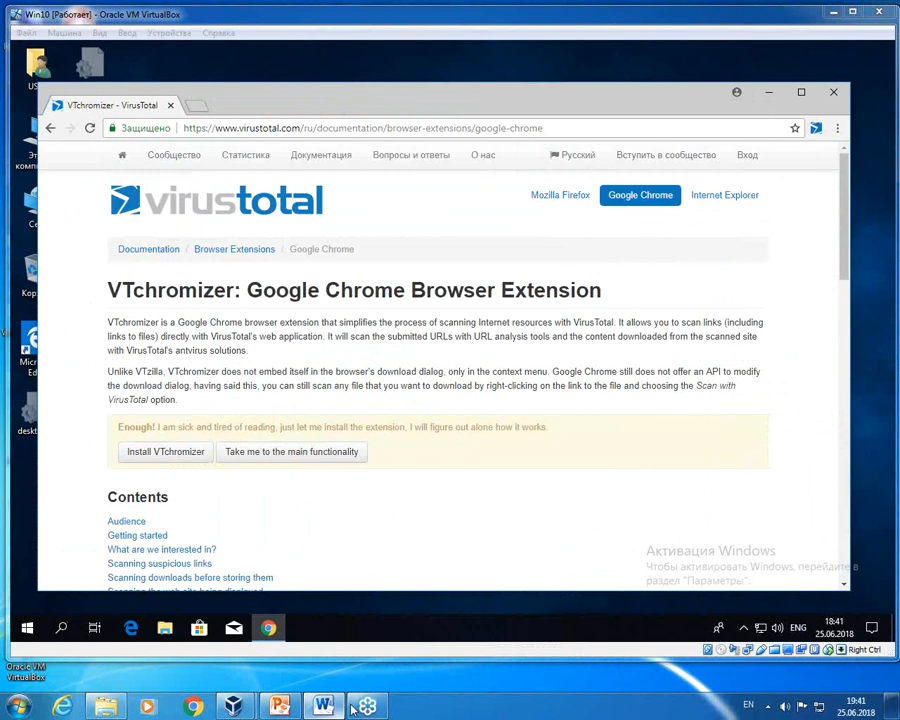 Win10 [Работает] - Oracle VM VirtualBox
Файл Машина Вид Ввод Устройства Справка
VTchromizer - VirusTotal
Защищено https://www.virustotal.com/ru/documentation/browser-extensions/google-chrome
Сообщество Статистика Документация Вопросы и ответы О нас Русский Вступить в сообщество Вход
virustotal
Mozilla Firefox Google Chrome Internet Explorer
Documentation / Browser Extensions / Google Chrome
VTchromizer: Google Chrome Browser Extension
VTchromizer is a Google Chrome browser extension that simplifies the process of scanning Internet resources with VirusTotal. It allows you to scan links (including
links to files) directly with VirusTotal's web application. It will scan the submitted URLs with URL analysis tools and the content downloaded from the scanned site
with VirusTotal's antivirus solutions.
Unlike VTzilla, VTchromizer does not embed itself in the browser's download dialog, only in the context menu. Google Chrome still does not offer an API to modify
the download dialog, having said this, you can still scan any file that you want to download by right-clicking on the link to the file and choosing the Scan with
VirusTotal option.
Enough! I am sick and tired of reading, just let me install the extension, I will figure out alone how it works.
Install VTchromizer Take me to the main functionality
Contents
Audience
Getting started
What are we interested in?
Scanning suspicious links
Scanning downloads before storing them
Активация Windows
Чтобы активировать Windows, перейдите в
раздел "Параметры".
ENG
18:41
25.06.2018
Right Ctrl
Oracle VM
VirtualBox
EN
19:41
25.06.2018